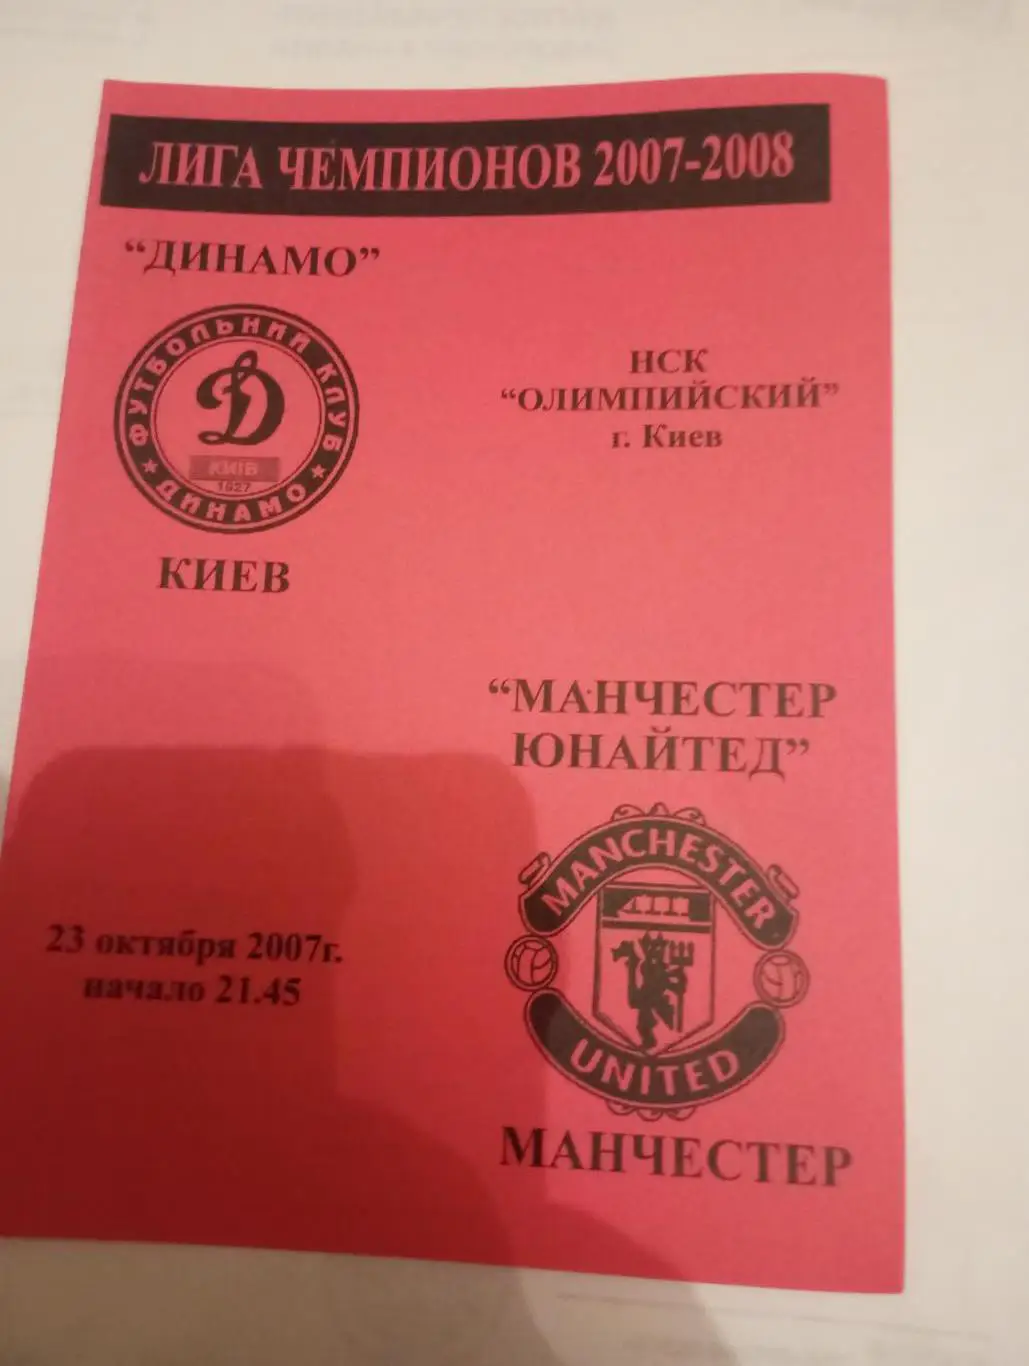 ЛИГА ЧЕМПИОНОВ 2007-2008
“ДИНАМО”
ФУТБОЛЬНИЙ КЛУБ
КИЇВ
1927
★ ДИНАМО ★
КИЕВ
НСК
“ОЛИМПИЙСКИЙ”
г. Киев
“МАНЧЕСТЕР
ЮНАЙТЕД”
MANCHESTER
UNITED
МАНЧЕСТЕР
23 октября 2007г.
начало 21.45